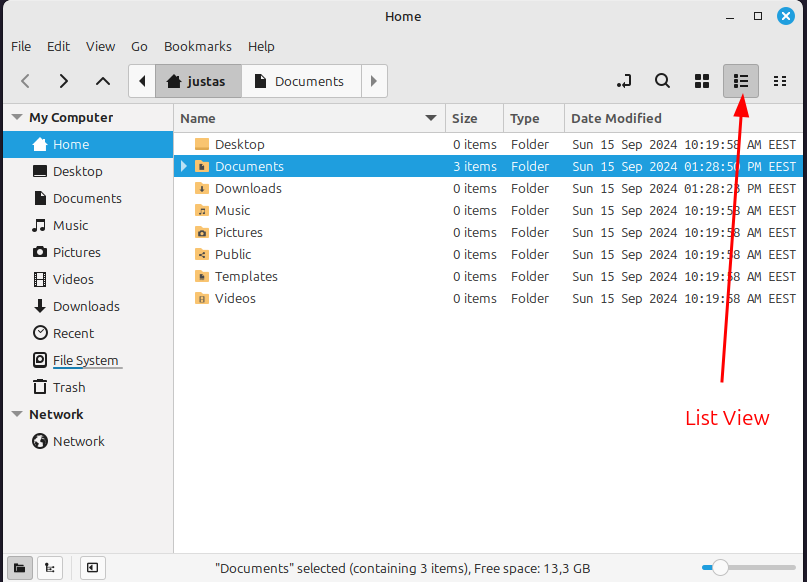 Home
File Edit View Go Bookmarks Help
justas Documents
My Computer
Home
Desktop
Documents
Music
Pictures
Videos
Downloads
Recent
File System
Trash
Network
Network
Name Size Type Date Modified
Desktop 0 items Folder Sun 15 Sep 2024 10:19:58 AM EEST
Documents 3 items Folder Sun 15 Sep 2024 01:28:50 PM EEST
Downloads 0 items Folder Sun 15 Sep 2024 01:28:23 PM EEST
Music 0 items Folder Sun 15 Sep 2024 10:19:58 AM EEST
Pictures 0 items Folder Sun 15 Sep 2024 10:19:58 AM EEST
Public 0 items Folder Sun 15 Sep 2024 10:19:58 AM EEST
Templates 0 items Folder Sun 15 Sep 2024 10:19:58 AM EEST
Videos 0 items Folder Sun 15 Sep 2024 10:19:58 AM EEST
List View
"Documents" selected (containing 3 items), Free space: 13,3 GB